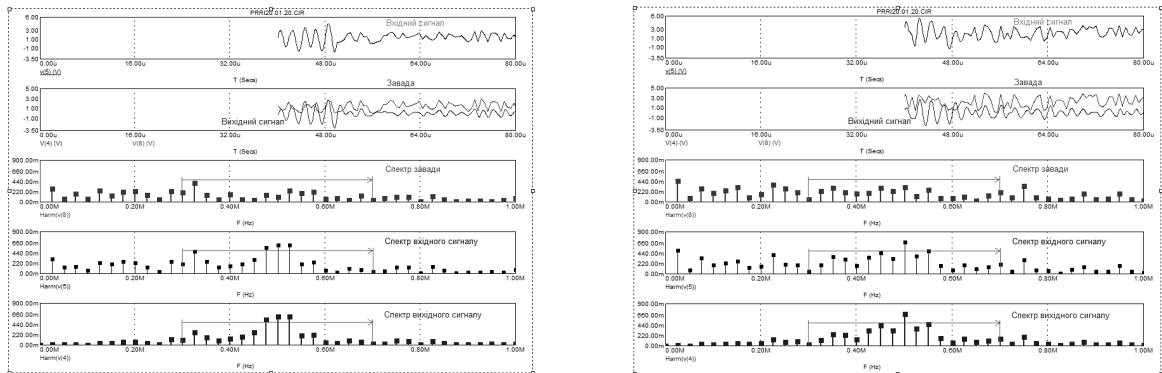 PRRI20.01.20.CIR
Вхідний сигнал
6.00
3.00
1.00
-1.00
-3.50
0.00u 16.00u 32.00u 48.00u 64.00u 80.00u
v(5) (V)
T (Secs)
Завада
6.00
3.00
1.00
-1.00
-3.50
Вихідний сигнал
0.00u 16.00u 32.00u 48.00u 64.00u 80.00u
V(4) (V) V(8) (V)
T (Secs)
Спектр завади
900.00m
660.00m
440.00m
220.00m
0.00m
0.00M 0.20M 0.40M 0.60M 0.80M 1.00M
Harm(v(8))
F (Hz)
Спектр вхідного сигналу
900.00m
660.00m
440.00m
220.00m
0.00m
0.00M 0.20M 0.40M 0.60M 0.80M 1.00M
Harm(v(5))
F (Hz)
Спектр вихідного сигналу
900.00m
660.00m
440.00m
220.00m
0.00m
0.00M 0.20M 0.40M 0.60M 0.80M 1.00M
Harm(v(4))
F (Hz)
PRRI20.01.20.CIR
Вхідний сигнал
6.00
3.00
1.00
-1.00
-3.50
0.00u 16.00u 32.00u 48.00u 64.00u 80.00u
v(5) (V)
T (Secs)
Завада
6.00
3.00
1.00
-1.00
-3.50
Вихідний сигнал
0.00u 16.00u 32.00u 48.00u 64.00u 80.00u
V(4) (V) V(8) (V)
T (Secs)
Спектр завади
900.00m
660.00m
440.00m
220.00m
0.00m
0.00M 0.20M 0.40M 0.60M 0.80M 1.00M
Harm(v(8))
F (Hz)
Спектр вхідного сигналу
900.00m
660.00m
440.00m
220.00m
0.00m
0.00M 0.20M 0.40M 0.60M 0.80M 1.00M
Harm(v(5))
F (Hz)
Спектр вихідного сигналу
900.00m
660.00m
440.00m
220.00m
0.00m
0.00M 0.20M 0.40M 0.60M 0.80M 1.00M
Harm(v(4))
F (Hz)